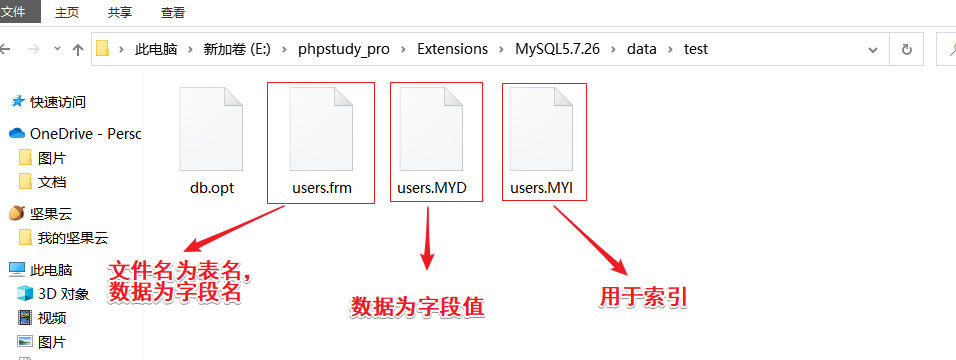 文件
主页
共享
查看
此电脑 › 新加卷 (E:) › phpstudy_pro › Extensions › MySQL5.7.26 › data › test
快速访问
OneDrive - Persc
图片
文档
坚果云
我的坚果云
此电脑
3D 对象
视频
图片
db.opt
users.frm
users.MYD
users.MYI
文件名为表名,
数据为字段名
数据为字段值
用于索引